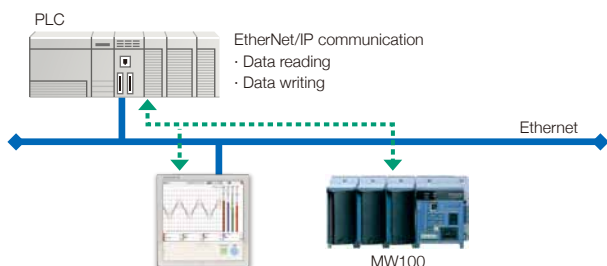 PLC
EtherNet/IP communication
· Data reading
· Data writing
Ethernet
MW100